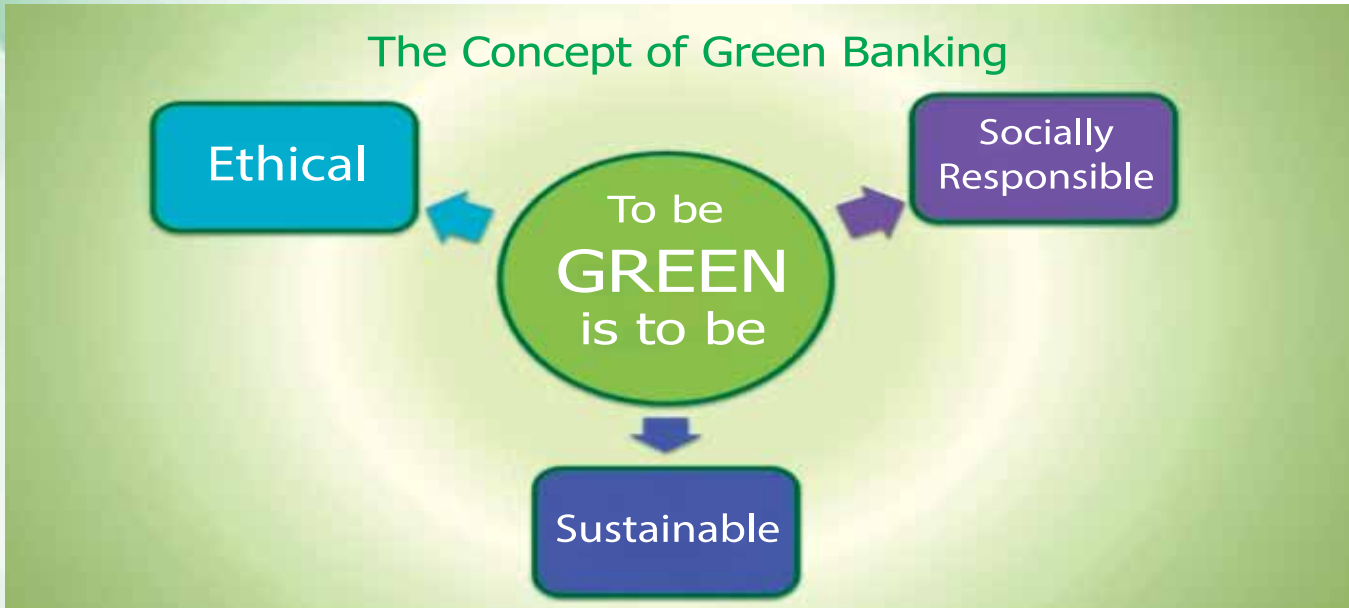 The Concept of Green Banking
Ethical
To be
GREEN
is to be
Socially
Responsible
Sustainable